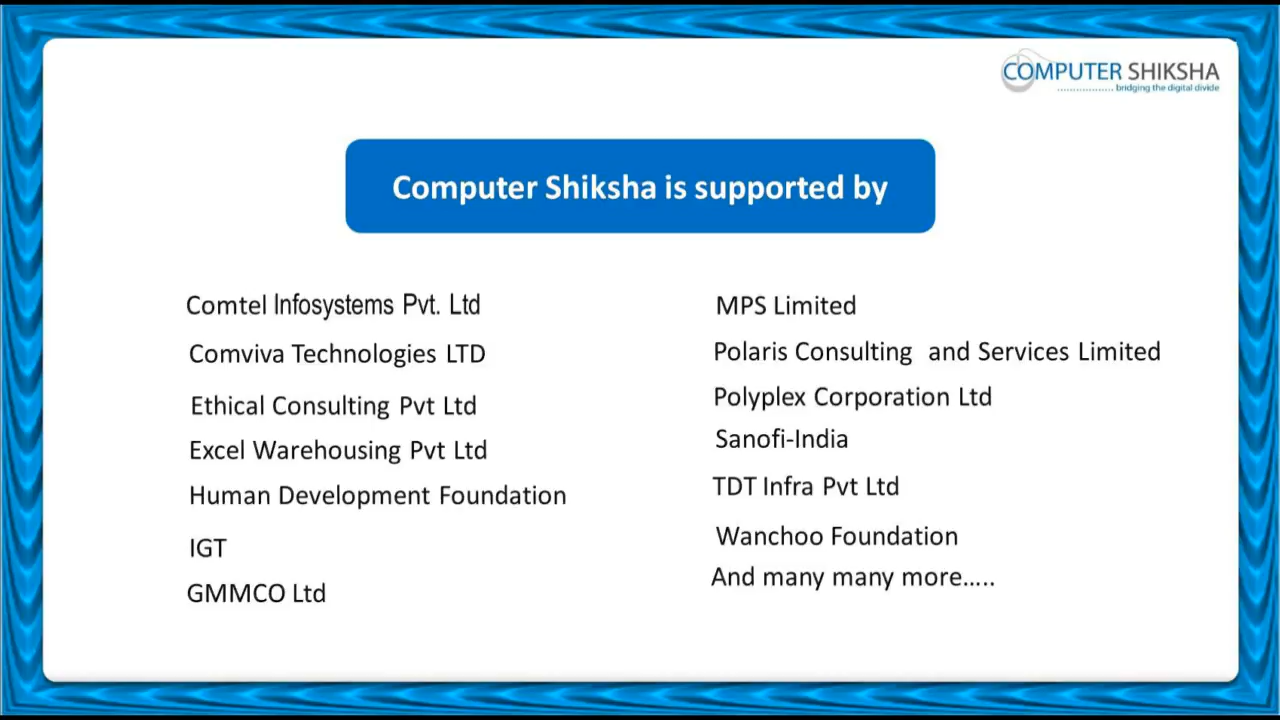 COMPUTER SHIKSHA
.................. bridging the digital divide
Computer Shiksha is supported by
Comtel Infosystems Pvt. Ltd
Comviva Technologies LTD
Ethical Consulting Pvt Ltd
Excel Warehousing Pvt Ltd
Human Development Foundation
IGT
GMMCO Ltd
MPS Limited
Polaris Consulting and Services Limited
Polyplex Corporation Ltd
Sanofi-India
TDT Infra Pvt Ltd
Wanchoo Foundation
And many many more.....